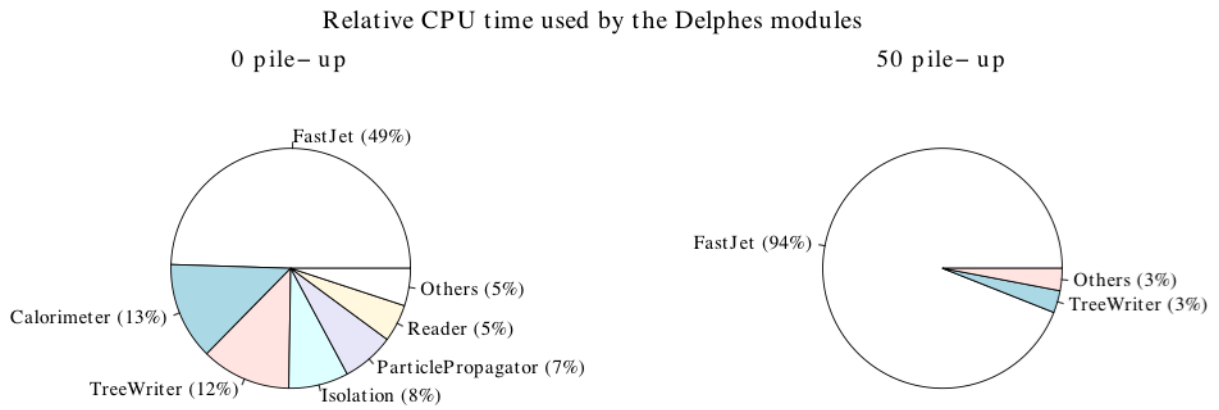 Relative CPU time used by the Delphes modules
0 pile-up
50 pile-up
FastJet (49%)
Calorimeter (13%)
TreeWriter (12%)
Isolation (8%)
ParticlePropagator (7%)
Reader (5%)
Others (5%)
FastJet (94%)
Others (3%)
TreeWriter (3%)